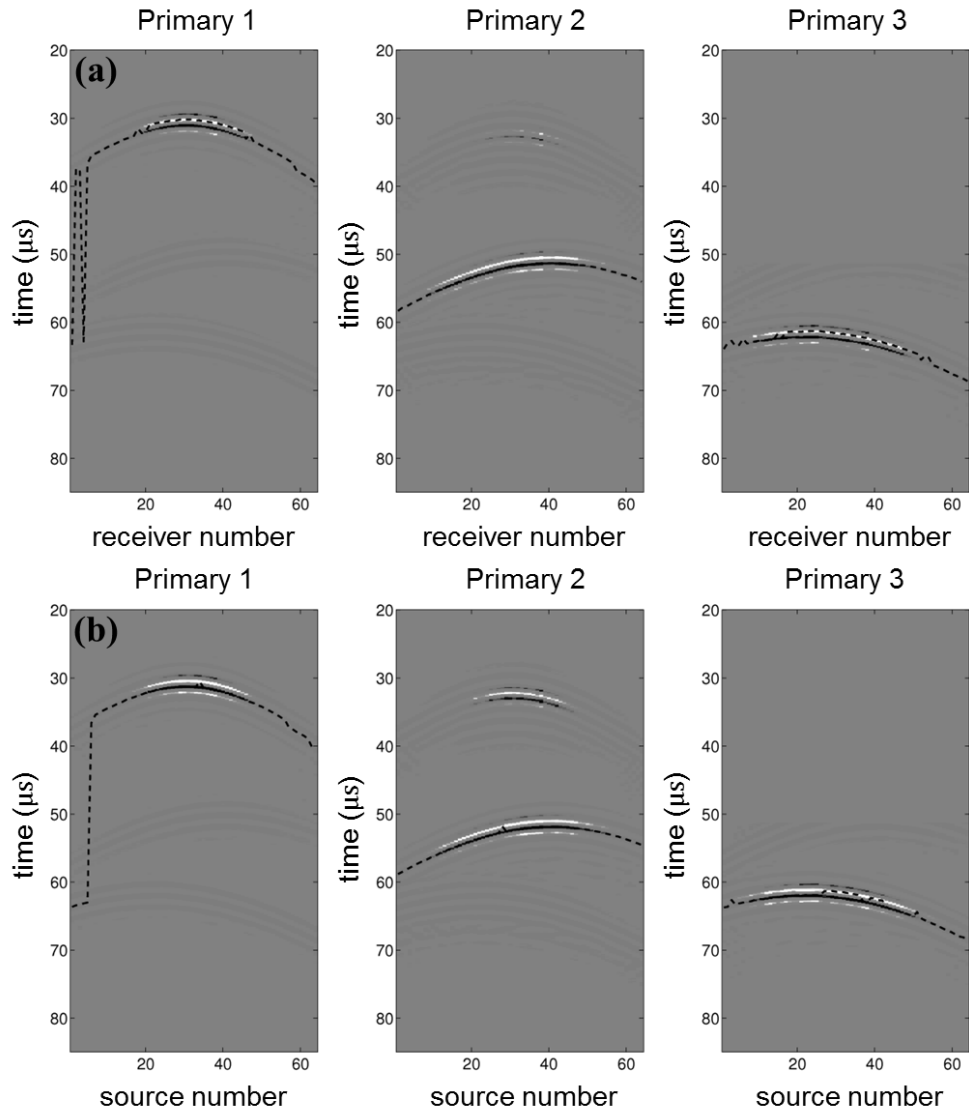 Primary 1 Primary 2 Primary 3
(a)
20 20 20
30 30 30
40 40 40
50 50 50
60 60 60
70 70 70
80 80 80
time (μs) time (μs) time (μs)
20 40 60 20 40 60 20 40 60
receiver number receiver number receiver number
Primary 1 Primary 2 Primary 3
(b)
20 20 20
30 30 30
40 40 40
50 50 50
60 60 60
70 70 70
80 80 80
time (μs) time (μs) time (μs)
20 40 60 20 40 60 20 40 60
source number source number source number